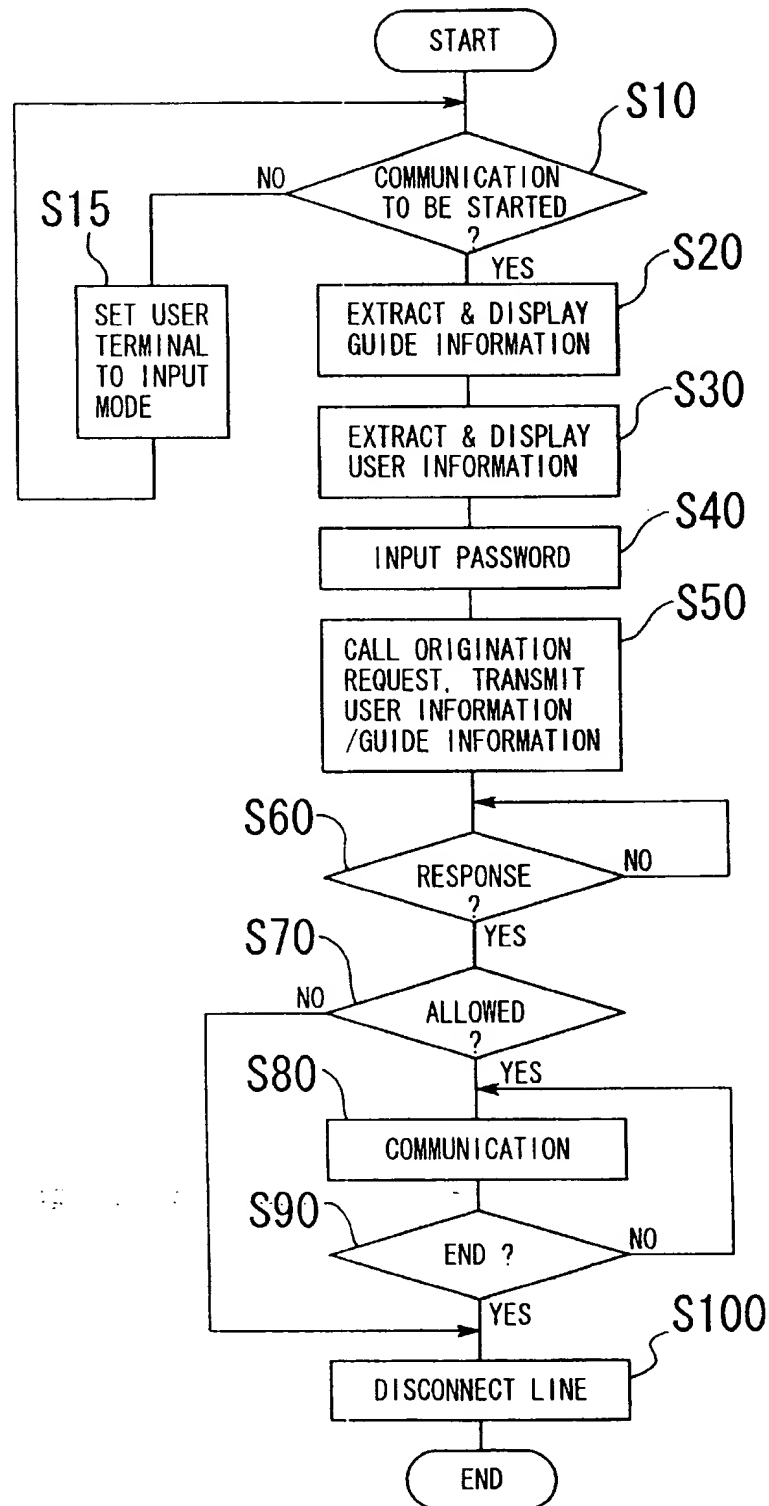 START
S10
COMMUNICATION
TO BE STARTED
?
NO
YES
S15
SET USER
TERMINAL
TO INPUT
MODE
S20
EXTRACT & DISPLAY
GUIDE INFORMATION
S30
EXTRACT & DISPLAY
USER INFORMATION
S40
INPUT PASSWORD
S50
CALL ORIGINATION
REQUEST, TRANSMIT
USER INFORMATION
/GUIDE INFORMATION
S60
RESPONSE
?
NO
YES
S70
NO
ALLOWED
?
YES
S80
COMMUNICATION
S90
END ?
NO
YES
S100
DISCONNECT LINE
END